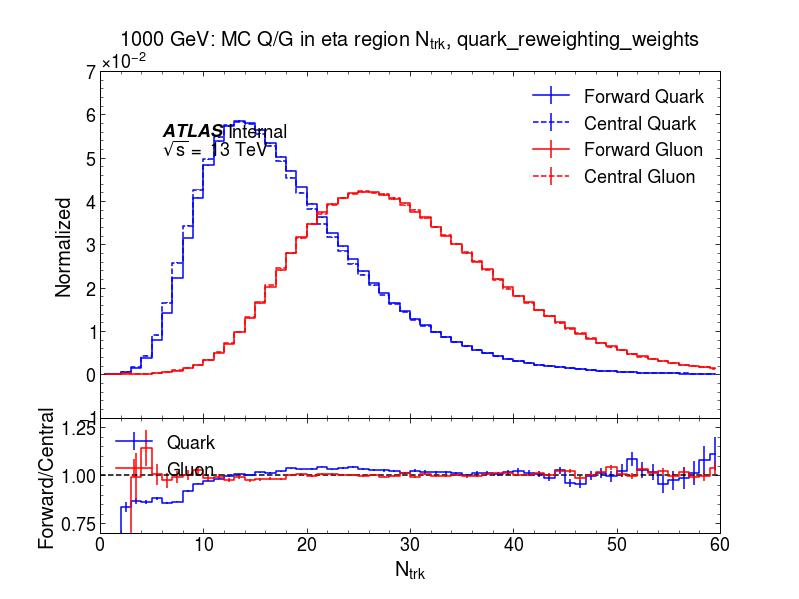 1000 GeV: MC Q/G in eta region N_trk, quark_reweighting_weights
×10⁻²
7
6
5
4
3
2
1
0
−1
Normalized
ATLAS Internal
√s = 13 TeV
Forward Quark
Central Quark
Forward Gluon
Central Gluon
Forward/Central
1.25
1.00
0.75
Quark
Gluon
0 10 20 30 40 50 60
N_trk